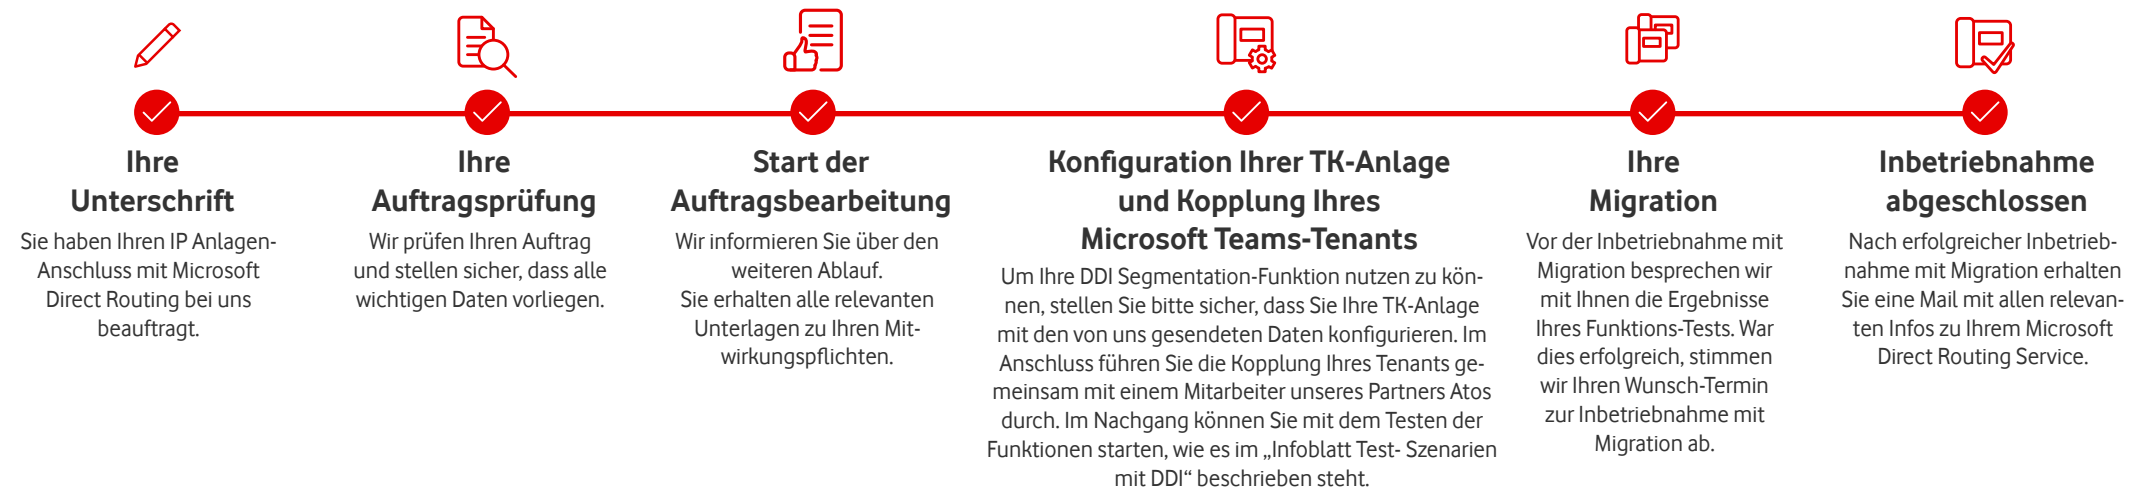 Ihre
Unterschrift
Sie haben Ihren IP Anlagen-
Anschluss mit Microsoft
Direct Routing bei uns
beauftragt.
Ihre
Auftragsprüfung
Wir prüfen Ihren Auftrag
und stellen sicher, dass alle
wichtigen Daten vorliegen.
Start der
Auftragsbearbeitung
Wir informieren Sie über den
weiteren Ablauf.
Sie erhalten alle relevanten
Unterlagen zu Ihren Mit-
wirkungspflichten.
Konfiguration Ihrer TK-Anlage
und Kopplung Ihres
Microsoft Teams-Tenants
Um Ihre DDI Segmentation-Funktion nutzen zu kön-
nen, stellen Sie bitte sicher, dass Sie Ihre TK-Anlage
mit den von uns gesendeten Daten konfigurieren. Im
Anschluss führen Sie die Kopplung Ihres Tenants ge-
meinsam mit einem Mitarbeiter unseres Partners Atos
durch. Im Nachgang können Sie mit dem Testen der
Funktionen starten, wie es im „Infoblatt Test- Szenarien
mit DDI“ beschrieben steht.
Ihre
Migration
Vor der Inbetriebnahme mit
Migration besprechen wir
mit Ihnen die Ergebnisse
Ihres Funktions-Tests. War
dies erfolgreich, stimmen
wir Ihren Wunsch-Termin
zur Inbetriebnahme mit
Migration ab.
Inbetriebnahme
abgeschlossen
Nach erfolgreicher Inbetrieb-
nahme mit Migration erhalten
Sie eine Mail mit allen relevan-
ten Infos zu Ihrem Microsoft
Direct Routing Service.